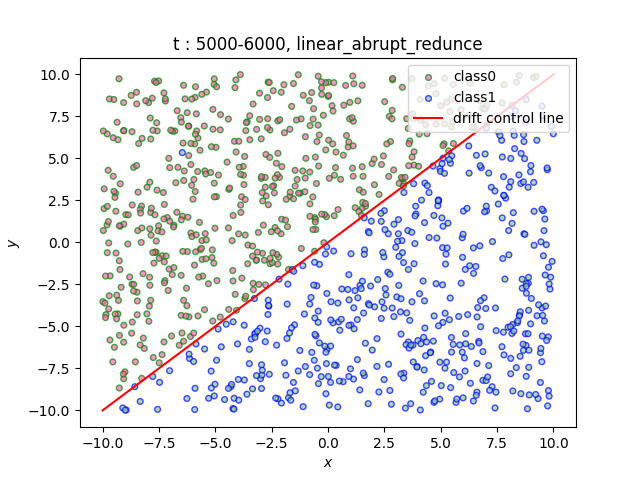 t : 5000-6000, linear_abrupt_redunce
class0
class1
drift control line
10.0
7.5
5.0
2.5
0.0
−2.5
−5.0
−7.5
−10.0
y
−10.0 −7.5 −5.0 −2.5 0.0 2.5 5.0 7.5 10.0
x